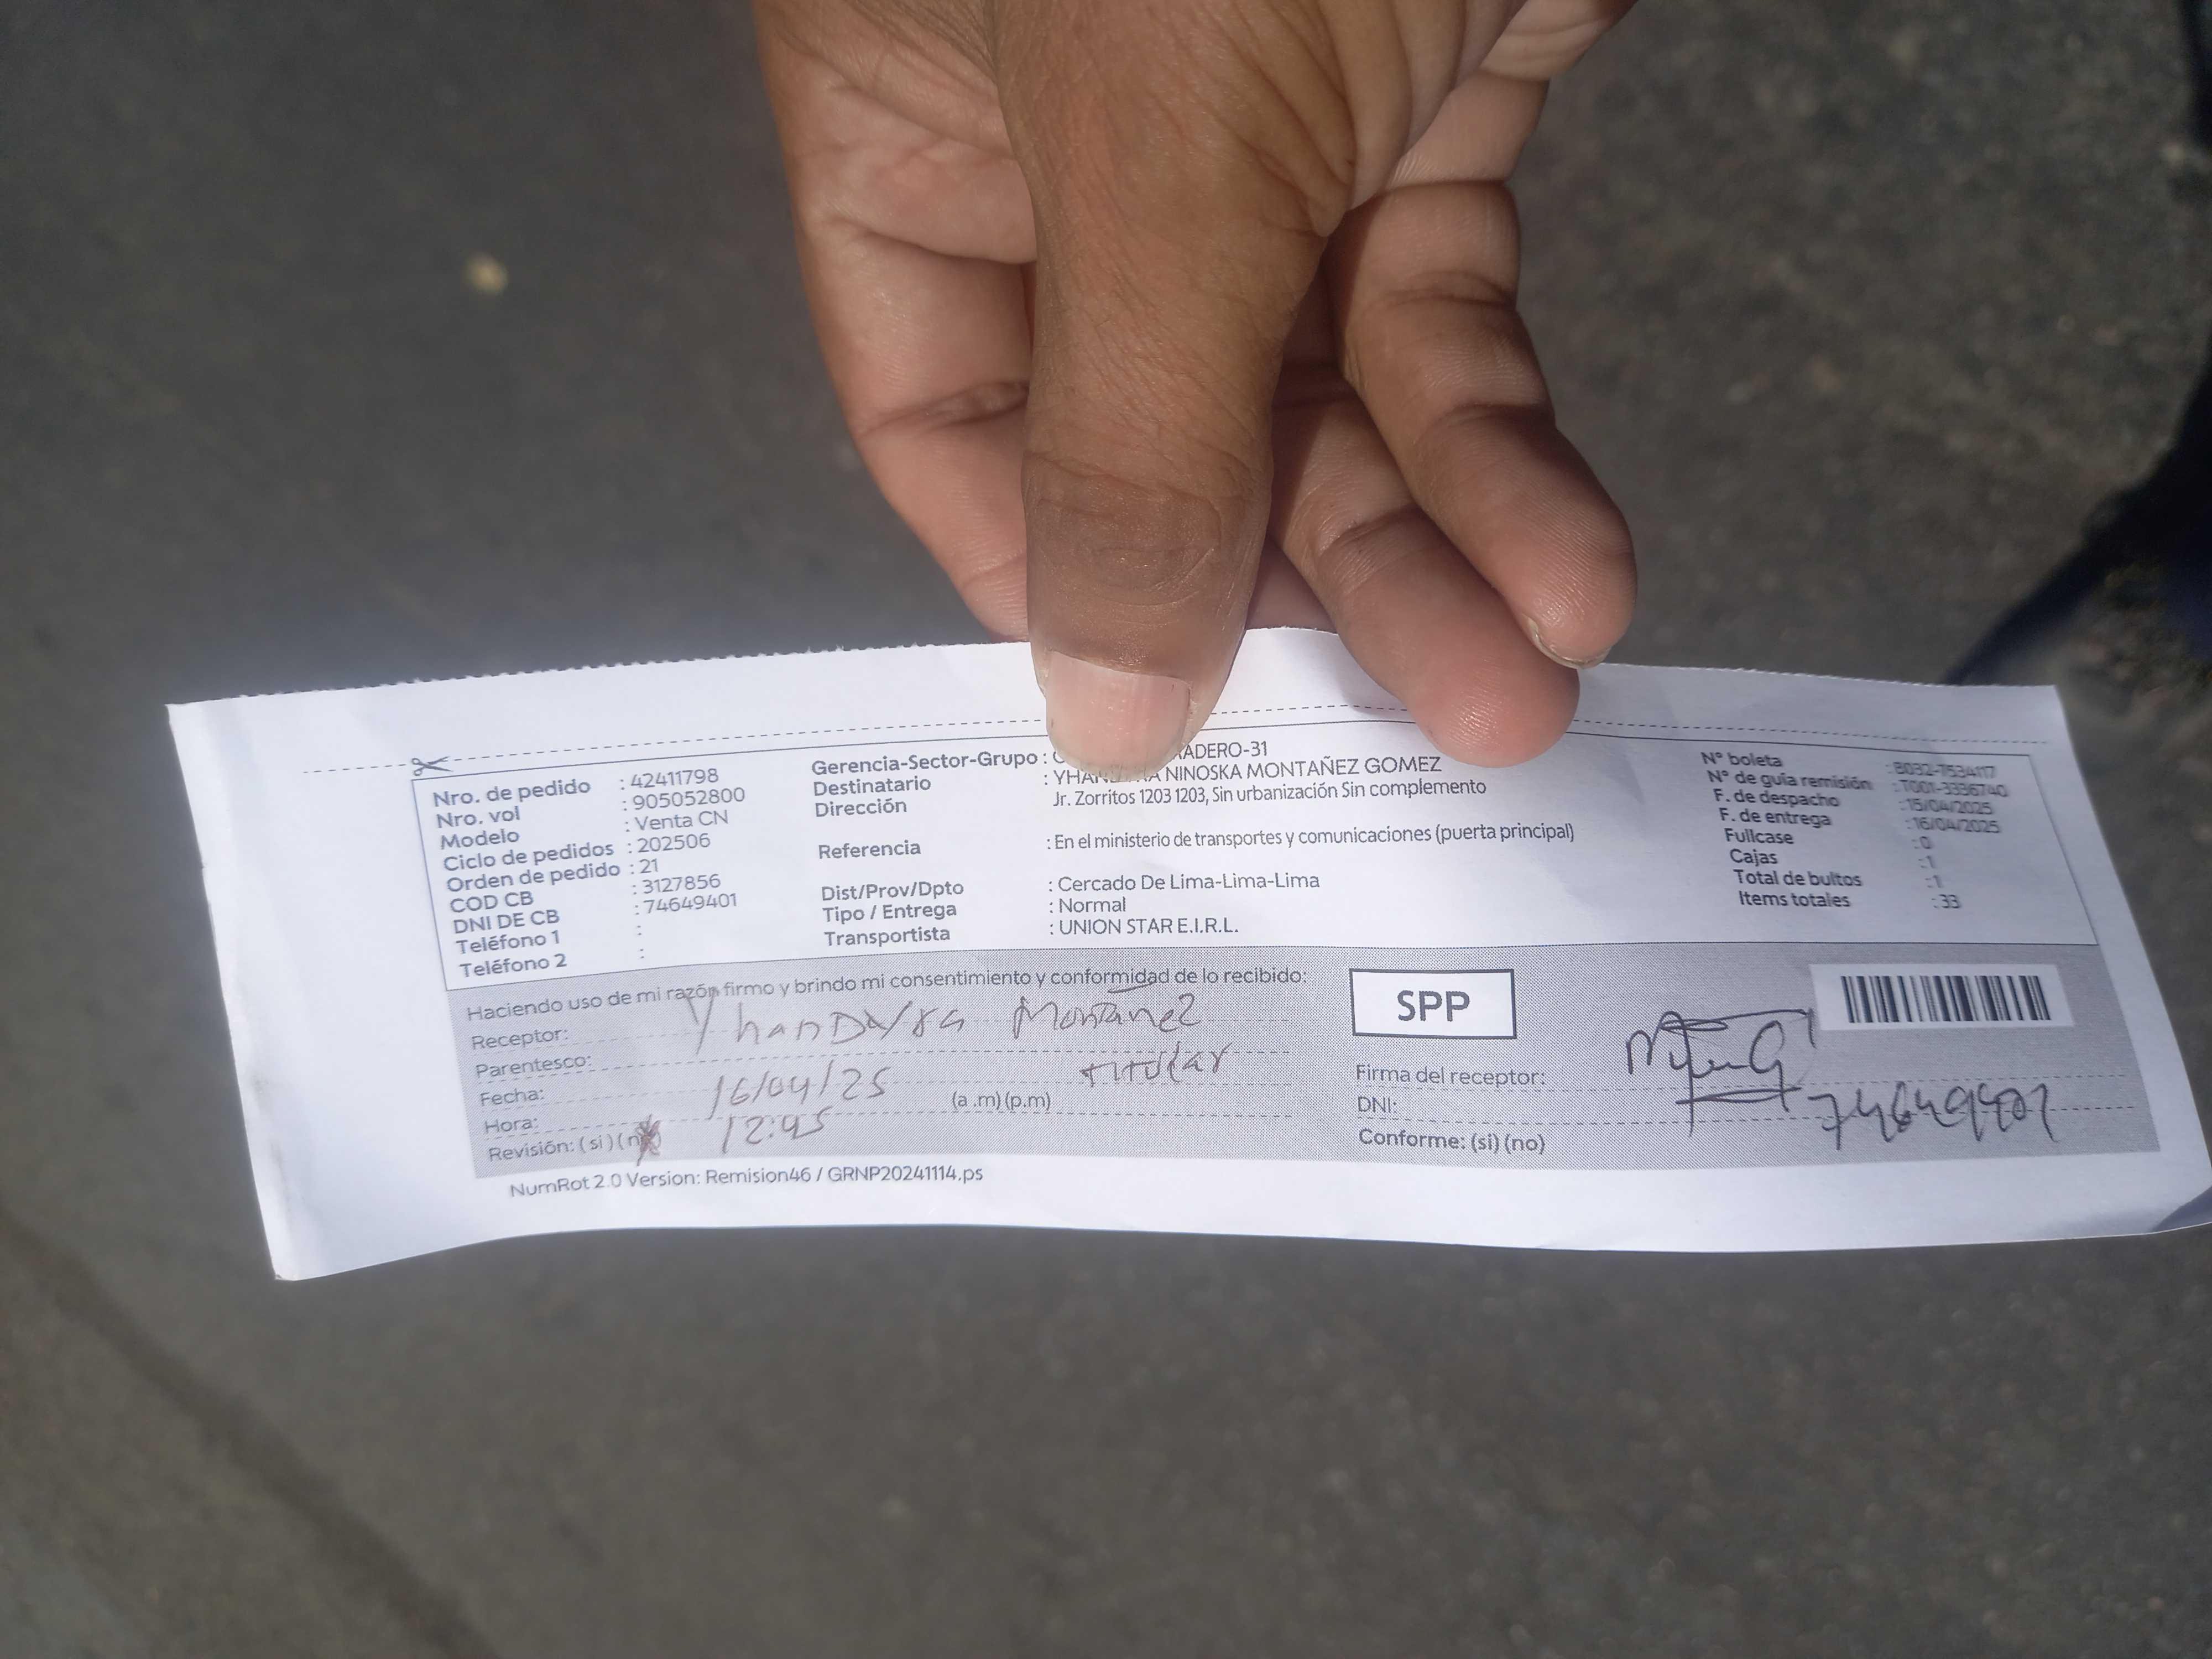 Nro. de pedido : 42411798
Nro. vol : 905052800
Modelo : Venta CN
Ciclo de pedidos : 202506
Orden de pedido : 21
COD CB : 3127856
DNI DE CB : 74649401
Teléfono 1 :
Teléfono 2 :
Gerencia-Sector-Grupo : ADERO-31
Destinatario : NINOSKA MONTAÑEZ GOMEZ
Dirección Jr. Zorritos 1203 1203, Sin urbanización Sin complemento
Referencia : En el ministerio de transportes y comunicaciones (puerta principal)
Dist/Prov/Dpto : Cercado De Lima-Lima-Lima
Tipo / Entrega : Normal
Transportista : UNION STAR E.I.R.L.
N° boleta : B032-7534117
N° de guía remisión : T001-3336740
F. de despacho : 15/04/2025
F. de entrega : 16/04/2025
Fullcase : 0
Cajas : 1
Total de bultos : 1
Items totales : 33
Haciendo uso de mi razón firmo y brindo mi consentimiento y conformidad de lo recibido:
Receptor: Montañez
Parentesco: titular
Fecha: 16/04/25
Hora: 12:45 (a .m) (p.m)
Revisión: (si) (no)
SPP
Firma del receptor:
DNI: 74649401
Conforme: (si) (no)
NumRot 2.0 Version: Remision46 / GRNP20241114.ps